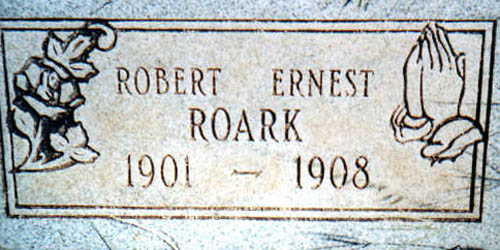 ROBERT ERNEST
ROARK
1901 ~ 1908